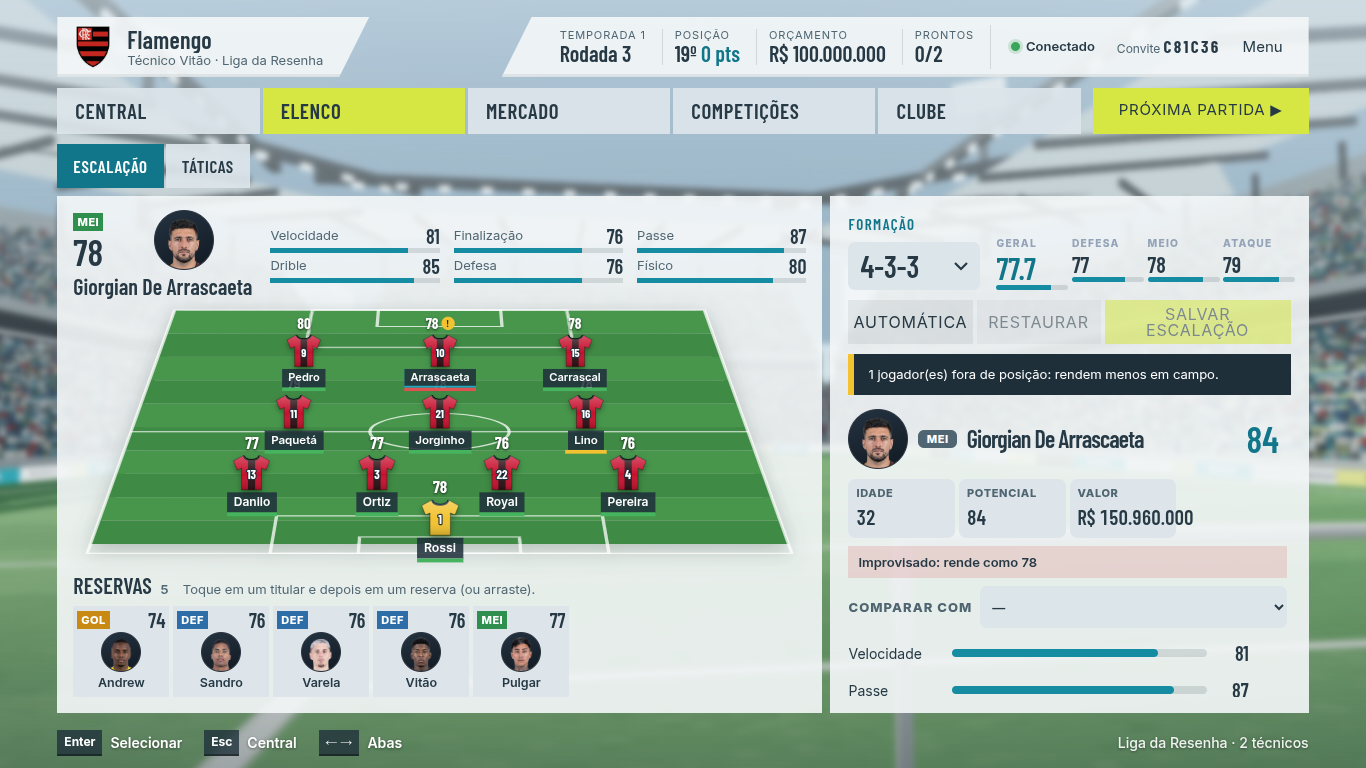 Flamengo
Técnico Vitão · Liga da Resenha
TEMPORADA 1
Rodada 3
POSIÇÃO
19º 0 pts
ORÇAMENTO
R$ 100.000.000
PRONTOS
0/2
Conectado
Convite C81C36
Menu
CENTRAL
ELENCO
MERCADO
COMPETIÇÕES
CLUBE
PRÓXIMA PARTIDA ▶
ESCALAÇÃO
TÁTICAS
MEI
78
Giorgian De Arrascaeta
Velocidade 81
Finalização 76
Passe 87
Drible 85
Defesa 76
Físico 80
80
78 !
78
9
10
15
Pedro
Arrascaeta
Carrascal
11
21
16
Paquetá
Jorginho
Lino
77
77
76
76
13
3
22
4
Danilo
Ortiz
Royal
Pereira
78
1
Rossi
RESERVAS 5 Toque em um titular e depois em um reserva (ou arraste).
GOL 74
Andrew
DEF 76
Sandro
DEF 76
Varela
DEF 76
Vitão
MEI 77
Pulgar
FORMAÇÃO
4-3-3
GERAL
77.7
DEFESA
77
MEIO
78
ATAQUE
79
AUTOMÁTICA
RESTAURAR
SALVAR
ESCALAÇÃO
1 jogador(es) fora de posição: rendem menos em campo.
MEI Giorgian De Arrascaeta 84
IDADE
32
POTENCIAL
84
VALOR
R$ 150.960.000
Improvisado: rende como 78
COMPARAR COM —
Velocidade 81
Passe 87
Enter Selecionar
Esc Central
←→ Abas
Liga da Resenha · 2 técnicos